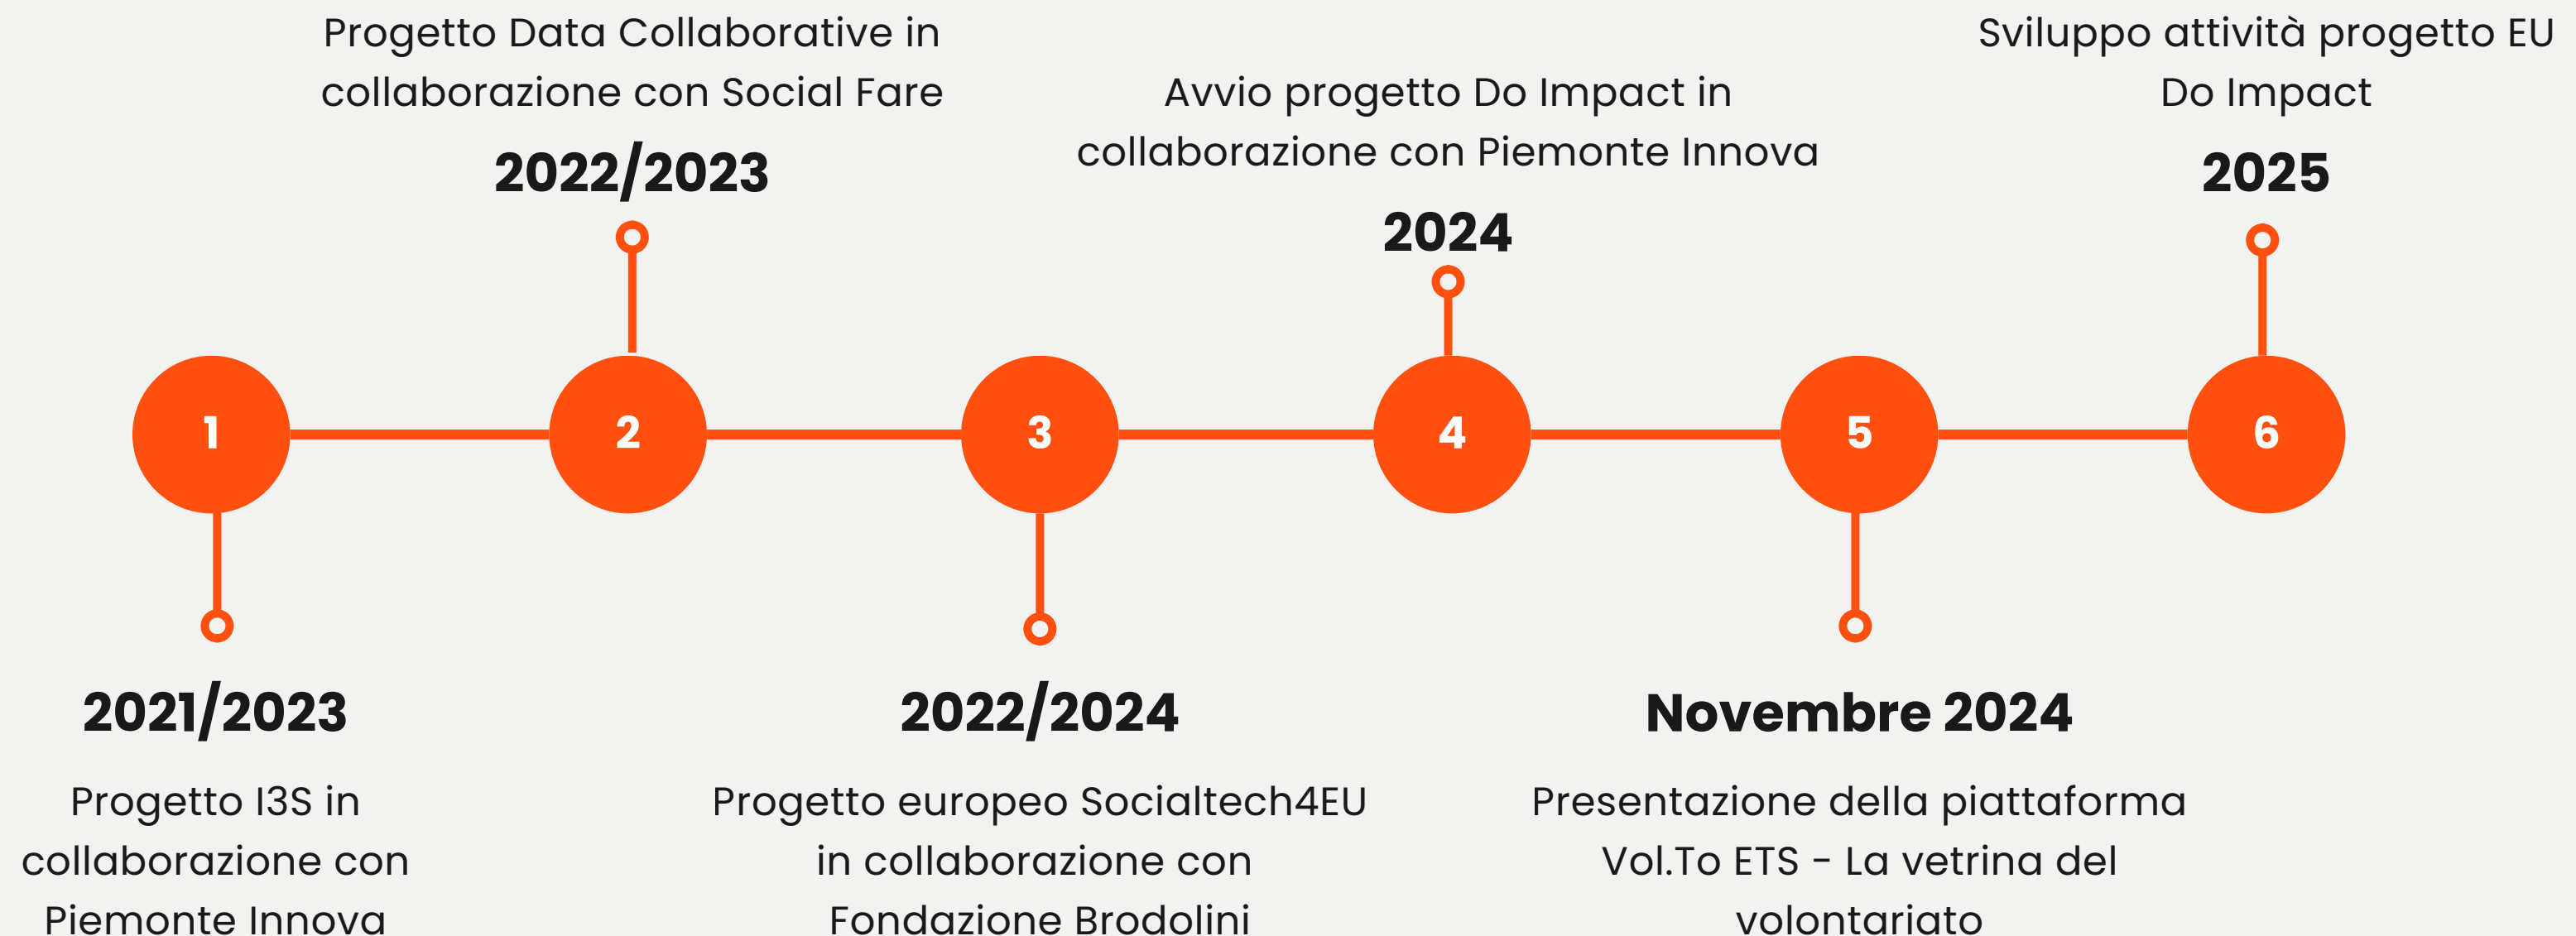 Progetto Data Collaborative in
collaborazione con Social Fare
2022/2023
Avvio progetto Do Impact in
collaborazione con Piemonte Innova
2024
Sviluppo attività progetto EU
Do Impact
2025
1
2
3
4
5
6
2021/2023
Progetto I3S in
collaborazione con
Piemonte Innova
2022/2024
Progetto europeo Socialtech4EU
in collaborazione con
Fondazione Brodolini
Novembre 2024
Presentazione della piattaforma
Vol.To ETS - La vetrina del
volontariato